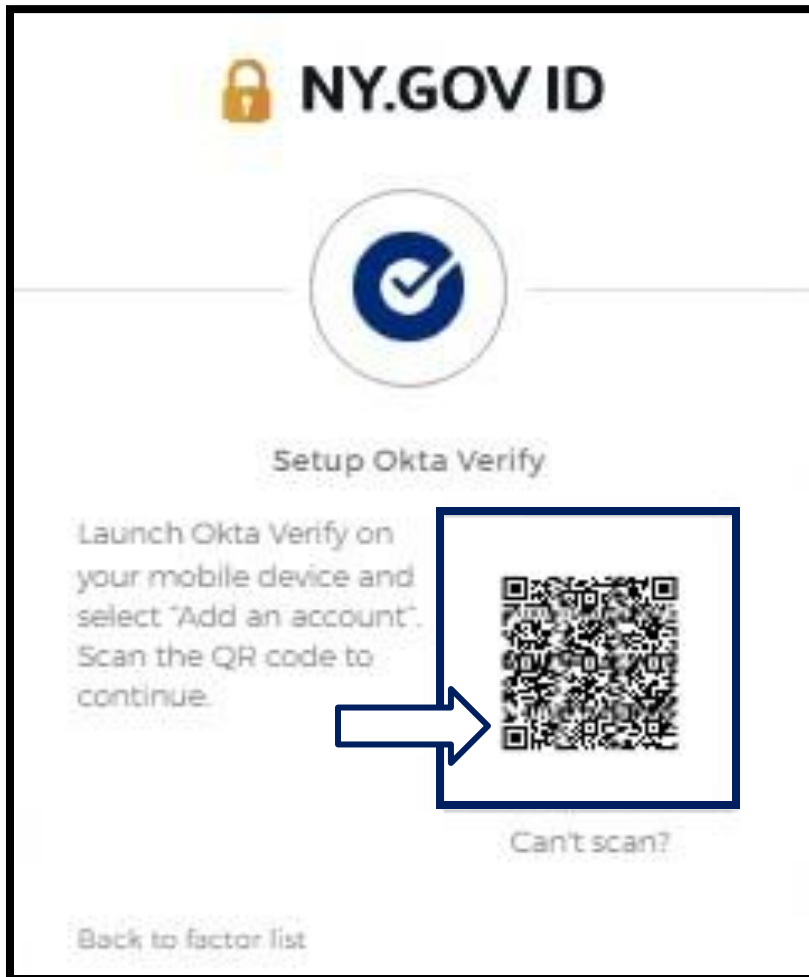 NY.GOV ID
Setup Okta Verify
Launch Okta Verify on
your mobile device and
select "Add an account".
Scan the QR code to
continue.
Can't scan?
Back to factor list